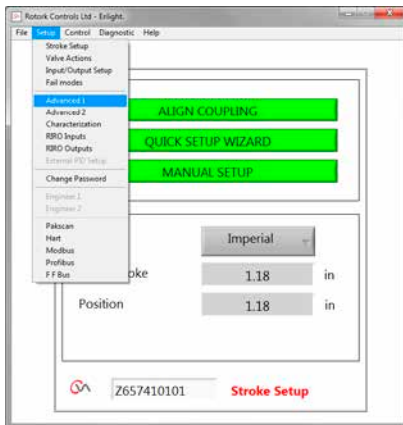 Rotork Controls Ltd - Enlight.
File Setup Control Diagnostic Help
Stroke Setup
Valve Actions
Input/Output Setup
Fail modes
Advanced 1
Advanced 2
Characterization
RIRO Inputs
RIRO Outputs
External PID Setup
Change Password
Engineer 1
Engineer 2
Pakscan
Hart
Modbus
Profibus
F F Bus
ALIGN COUPLING
QUICK SETUP WIZARD
MANUAL SETUP
Imperial
oke 1.18 in
Position 1.18 in
Z657410101 Stroke Setup